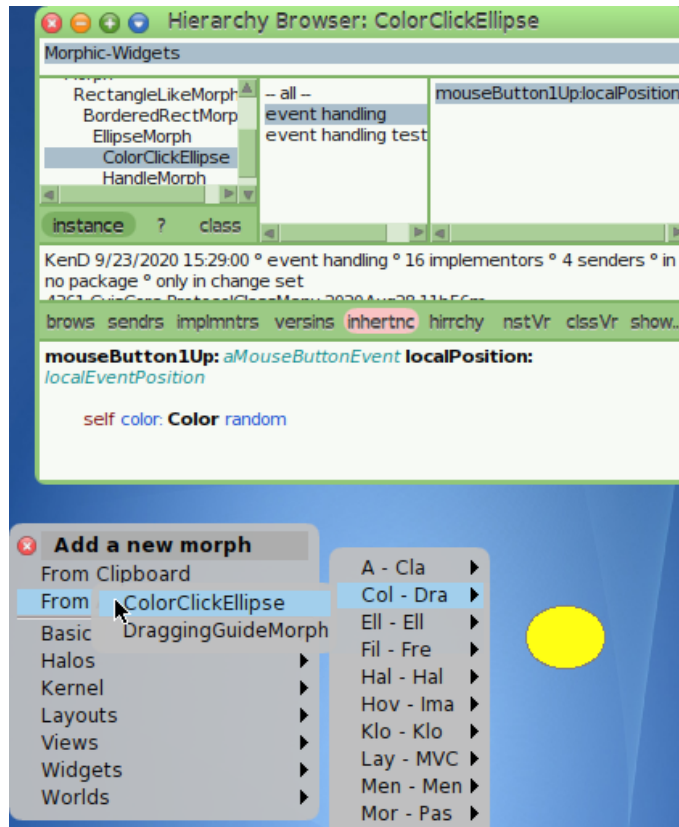 Hierarchy Browser: ColorClickEllipse
Morphic-Widgets
RectangleLikeMorph
BorderedRectMorp
EllipseMorph
ColorClickEllipse
HandleMorph
-- all --
event handling
event handling test
mouseButton1Up:localPosition
instance ? class
KenD 9/23/2020 15:29:00 ° event handling ° 16 implementors ° 4 senders ° in
no package ° only in change set
brows sendrs implmntrs versins inhertnc hirrchy nstVr clssVr show..
mouseButton1Up: aMouseButtonEvent localPosition:
localEventPosition
self color: Color random
Add a new morph
From Clipboard
From
Basic
Halos
Kernel
Layouts
Views
Widgets
Worlds
ColorClickEllipse
DraggingGuideMorph
A - Cla
Col - Dra
Ell - Ell
Fil - Fre
Hal - Hal
Hov - Ima
Klo - Klo
Lay - MVC
Men - Men
Mor - Pas